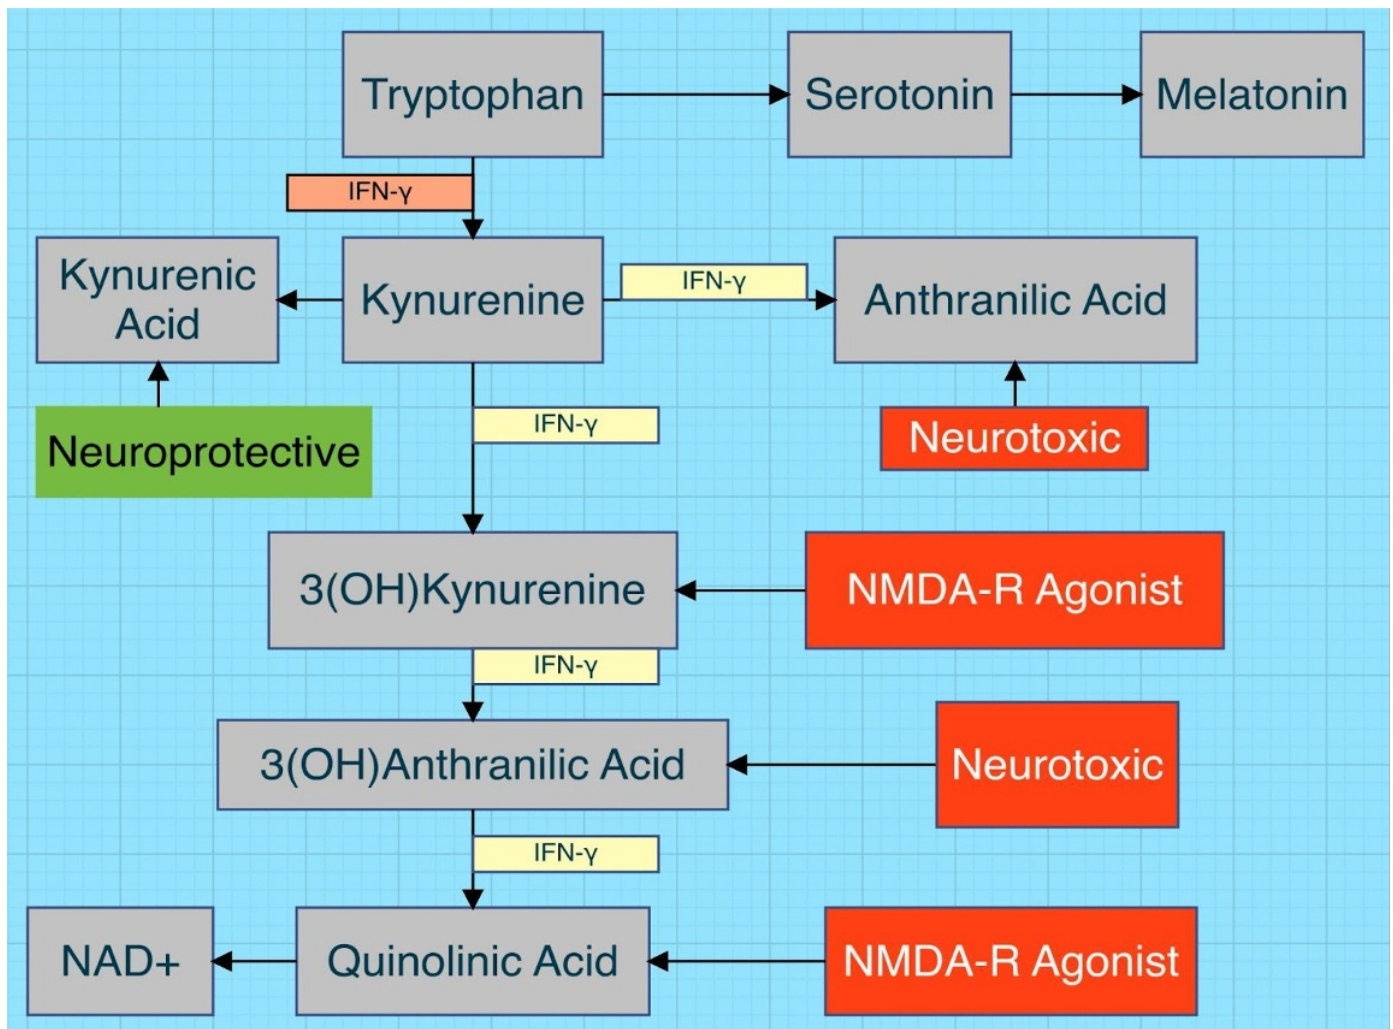 Tryptophan
Serotonin
Melatonin
IFN-γ
Kynurenic
Acid
Kynurenine
IFN-γ
Anthranilic Acid
Neuroprotective
IFN-γ
Neurotoxic
3(OH)Kynurenine
NMDA-R Agonist
IFN-γ
3(OH)Anthranilic Acid
Neurotoxic
IFN-γ
NAD+
Quinolinic Acid
NMDA-R Agonist